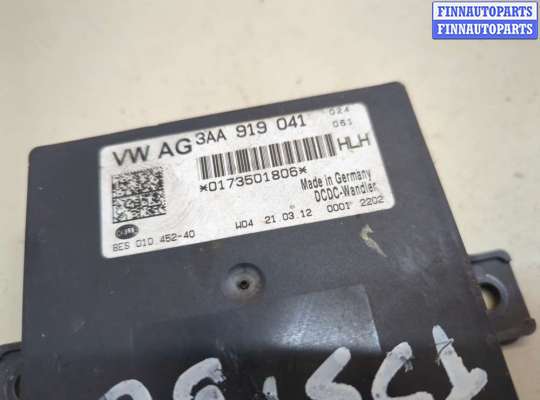 FINNAUTOPARTS
FINNAUTOPARTS
VW AG 3AA 919 041
024
061
HLH
*0173501806*
Made in Germany
DCDC-Wandler
8ES 010.452-40 W04 21.03.12 0001 2202